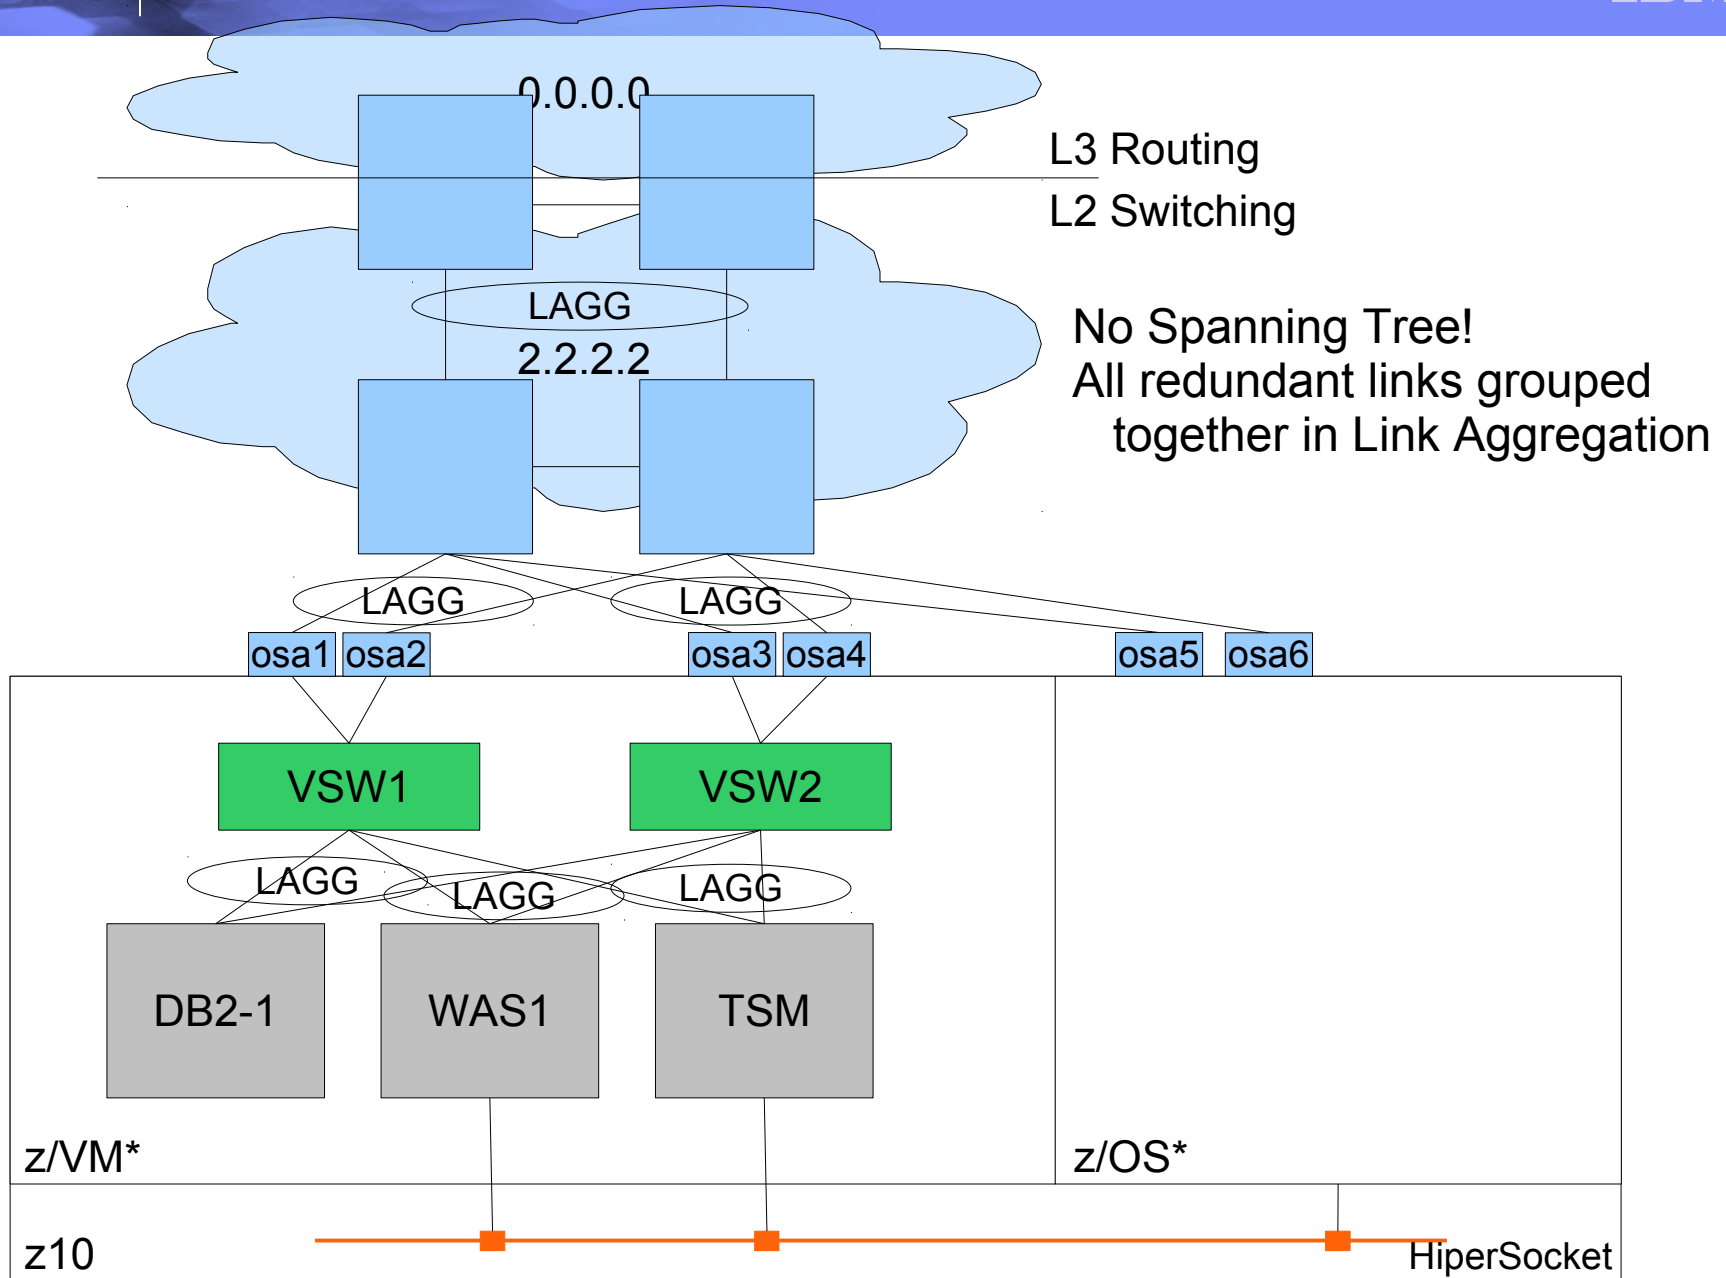 0.0.0.0
L3 Routing
L2 Switching
LAGG
2.2.2.2
No Spanning Tree!
All redundant links grouped
together in Link Aggregation
LAGG LAGG
osa1 osa2 osa3 osa4 osa5 osa6
VSW1 VSW2
LAGG LAGG LAGG
DB2-1 WAS1 TSM
z/VM* z/OS*
z10 HiperSocket